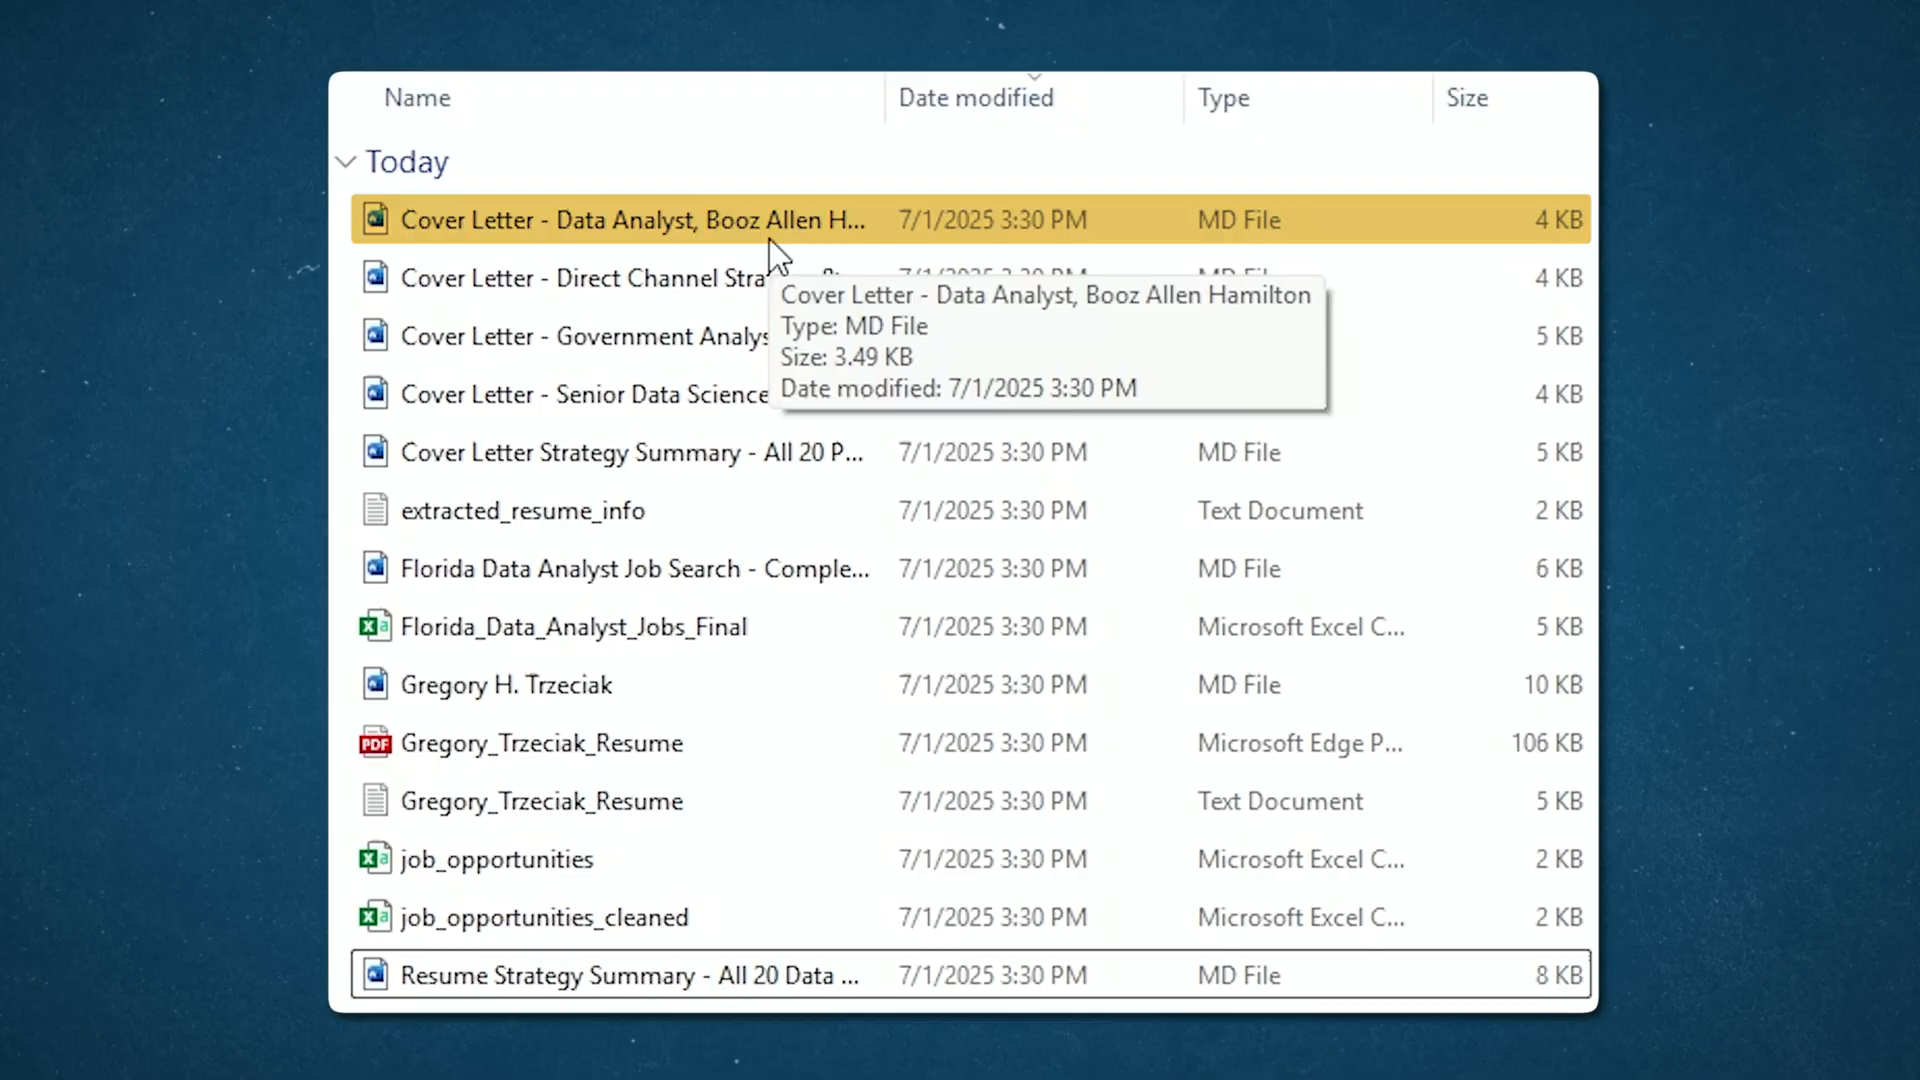 Name Date modified Type Size
Today
Cover Letter - Data Analyst, Booz Allen H... 7/1/2025 3:30 PM MD File 4 KB
Cover Letter - Direct Channel Stra 4 KB
Cover Letter - Data Analyst, Booz Allen Hamilton
Type: MD File
Size: 3.49 KB
Date modified: 7/1/2025 3:30 PM
Cover Letter - Government Analys 5 KB
Cover Letter - Senior Data Science 4 KB
Cover Letter Strategy Summary - All 20 P... 7/1/2025 3:30 PM MD File 5 KB
extracted_resume_info 7/1/2025 3:30 PM Text Document 2 KB
Florida Data Analyst Job Search - Comple... 7/1/2025 3:30 PM MD File 6 KB
Florida_Data_Analyst_Jobs_Final 7/1/2025 3:30 PM Microsoft Excel C... 5 KB
Gregory H. Trzeciak 7/1/2025 3:30 PM MD File 10 KB
PDF Gregory_Trzeciak_Resume 7/1/2025 3:30 PM Microsoft Edge P... 106 KB
Gregory_Trzeciak_Resume 7/1/2025 3:30 PM Text Document 5 KB
job_opportunities 7/1/2025 3:30 PM Microsoft Excel C... 2 KB
job_opportunities_cleaned 7/1/2025 3:30 PM Microsoft Excel C... 2 KB
Resume Strategy Summary - All 20 Data ... 7/1/2025 3:30 PM MD File 8 KB